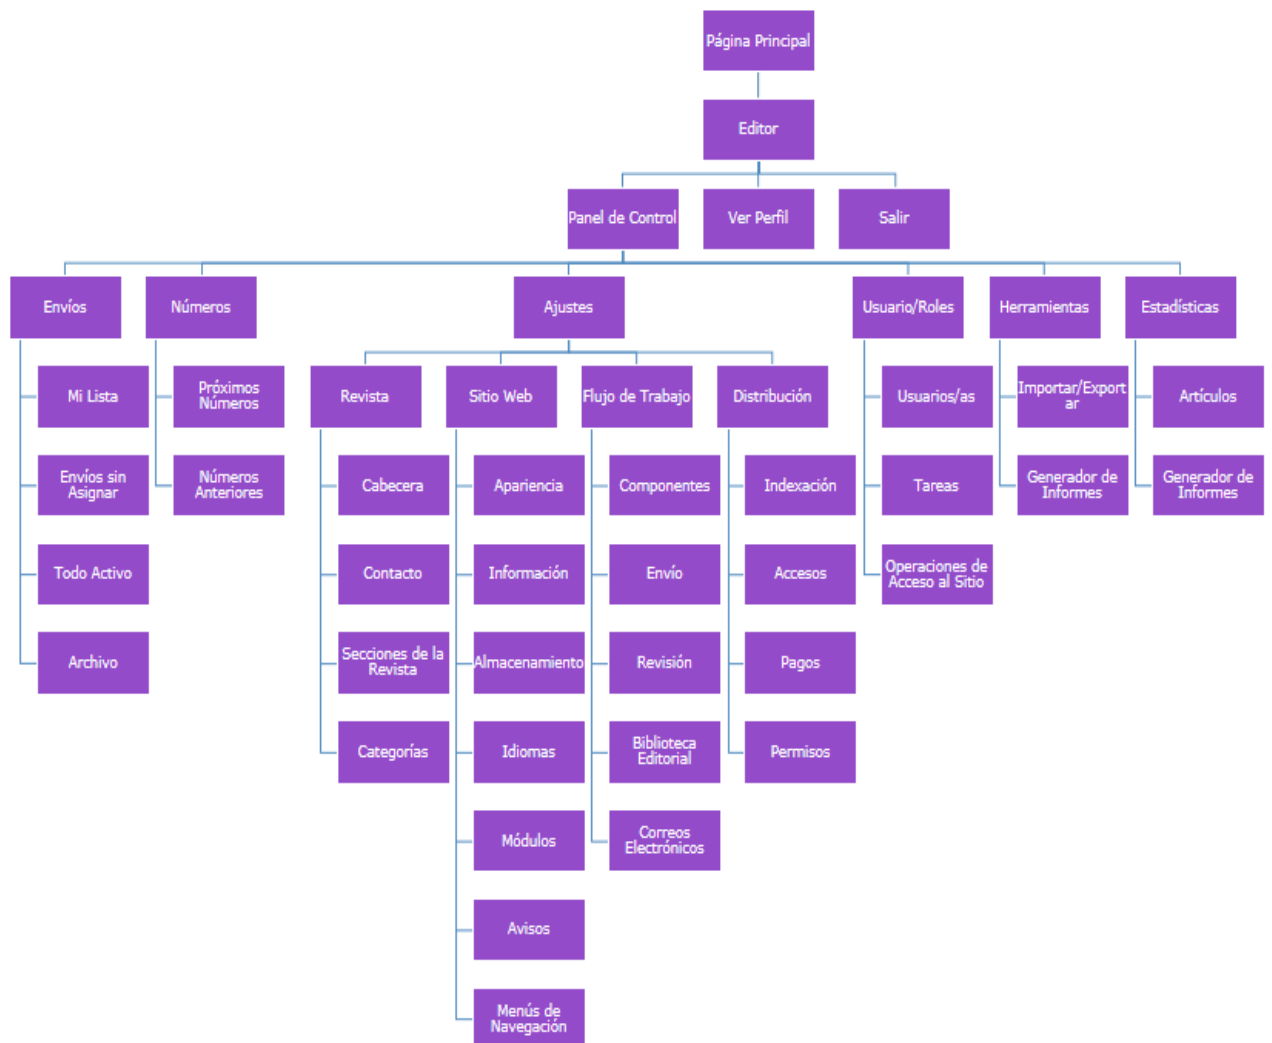 Página Principal
Editor
Panel de Control
Ver Perfil
Salir
Envíos
Números
Ajustes
Usuario/Roles
Herramientas
Estadísticas
Mi Lista
Próximos
Números
Revista
Sitio Web
Flujo de Trabajo
Distribución
Usuarios/as
Importar/Export
ar
Artículos
Envíos sin
Asignar
Números
Anteriores
Cabecera
Apariencia
Componentes
Indexación
Tareas
Generador de
Informes
Generador de
Informes
Todo Activo
Contacto
Información
Envío
Accesos
Operaciones de
Acceso al Sitio
Archivo
Secciones de la
Revista
Almacenamiento
Revisión
Pagos
Categorías
Idiomas
Biblioteca
Editorial
Permisos
Módulos
Correos
Electrónicos
Avisos
Menús de
Navegación